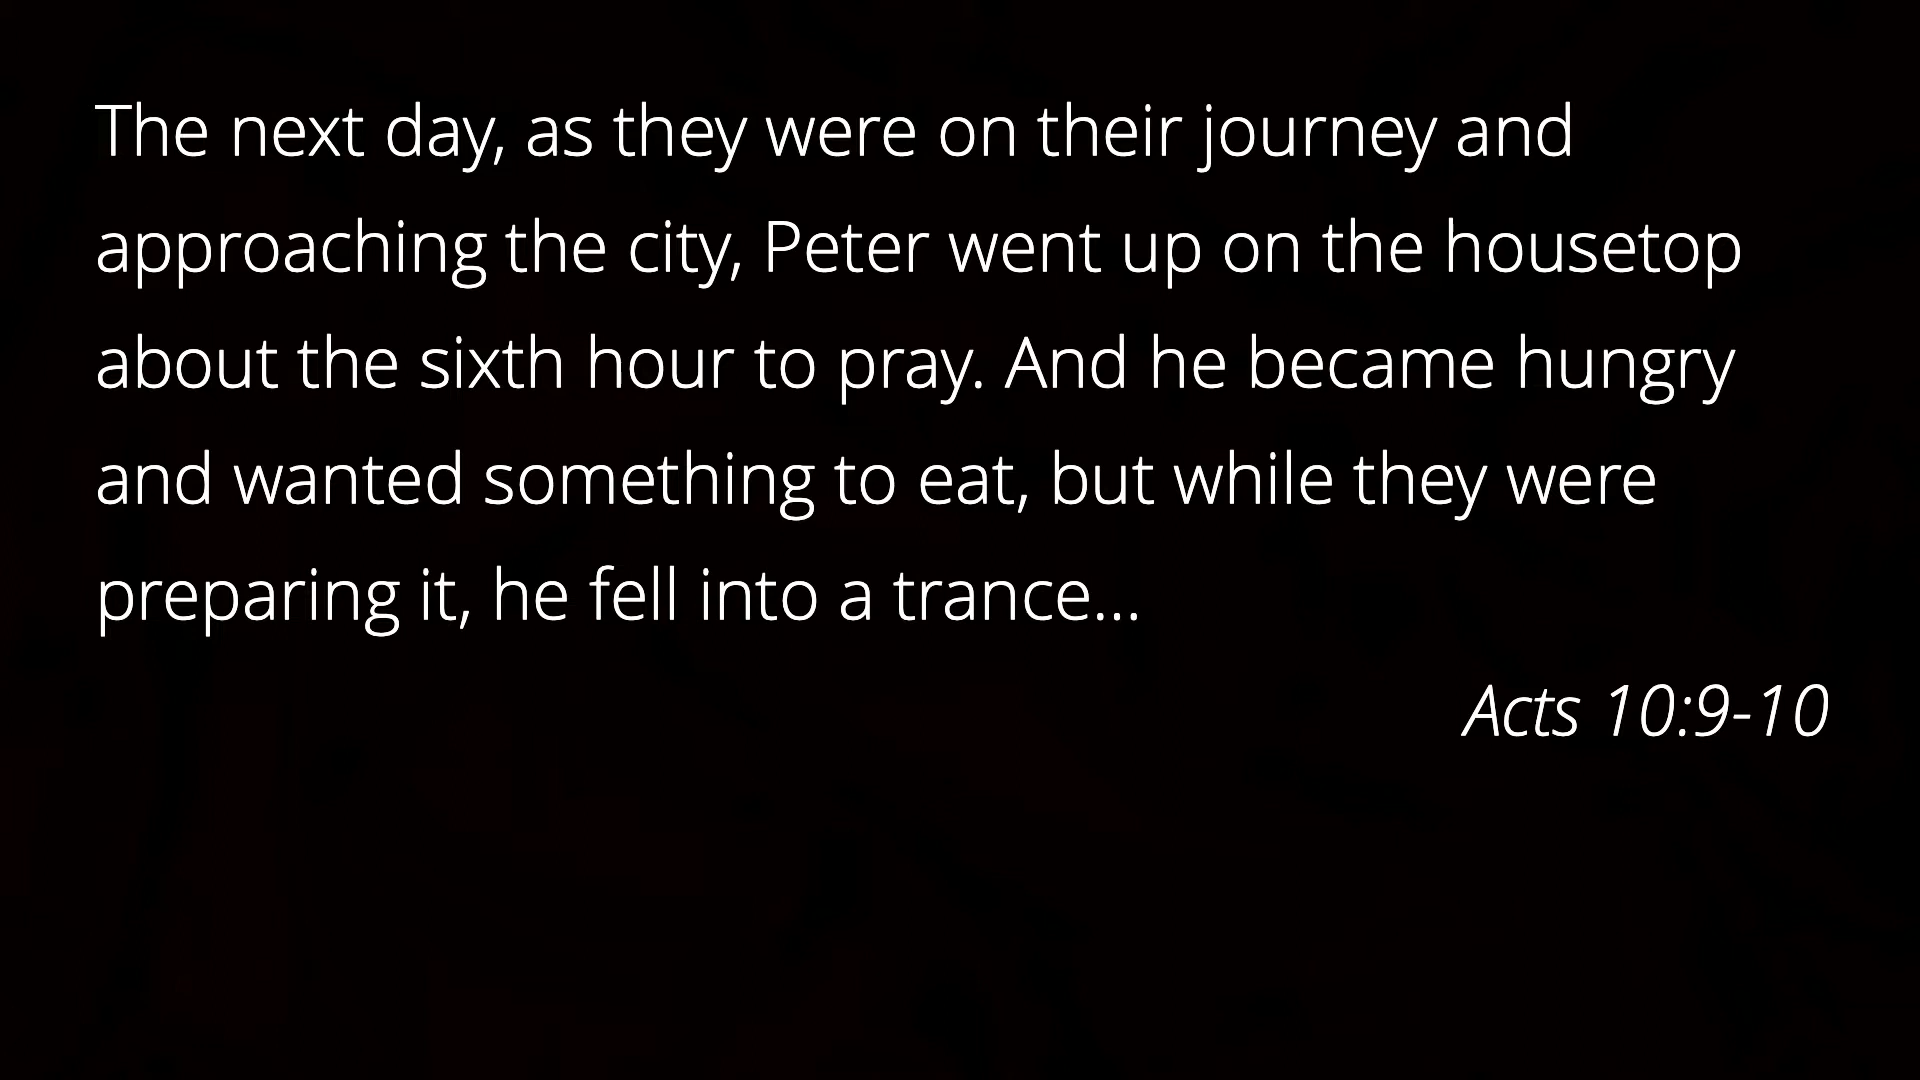 The next day, as they were on their journey and
approaching the city, Peter went up on the housetop
about the sixth hour to pray. And he became hungry
and wanted something to eat, but while they were
preparing it, he fell into a trance...
Acts 10:9-10